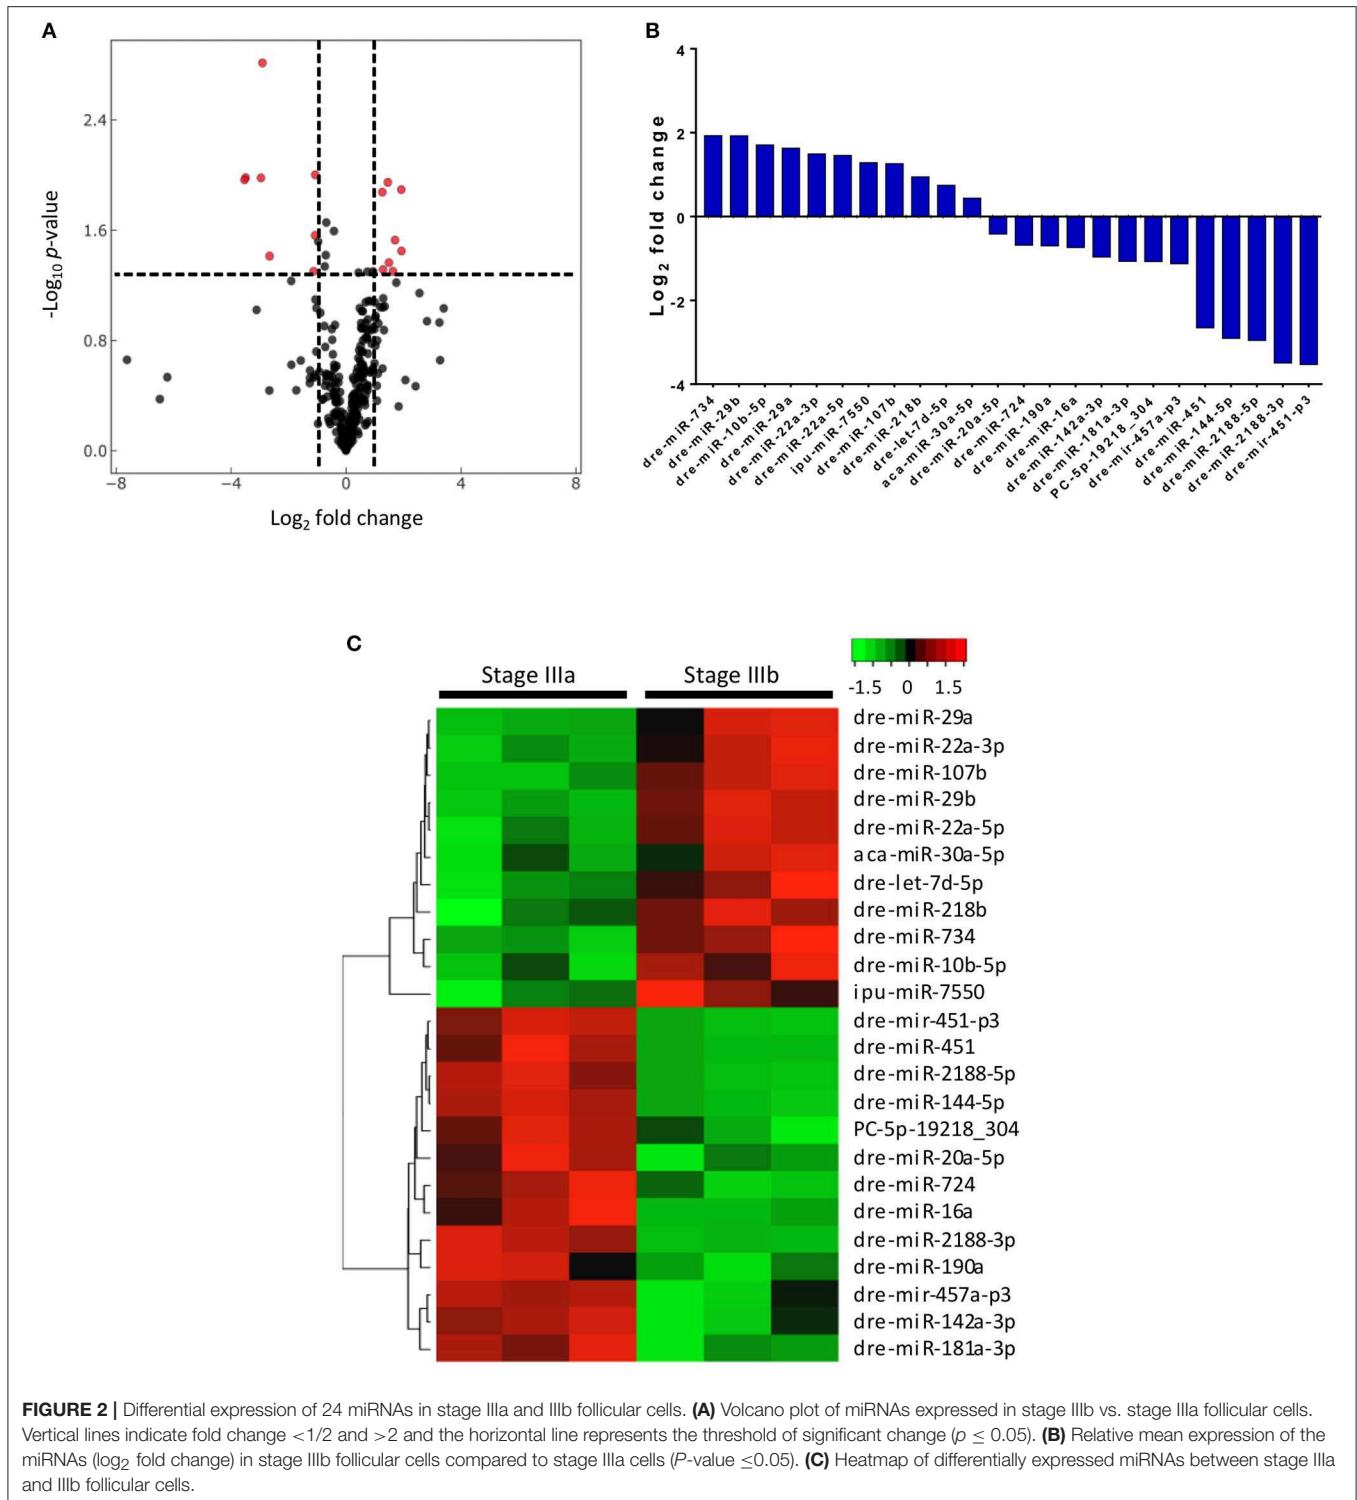 A
-Log10 p-value
2.4
1.6
0.8
0.0
−8
−4
0
4
8
Log2 fold change
B
Log2 fold change
4
2
0
-2
-4
dre-miR-734
dre-miR-29b
dre-miR-10b-5p
dre-miR-29a
dre-miR-22a-3p
dre-miR-22a-5p
ipu-miR-7550
dre-miR-107b
dre-miR-218b
dre-let-7d-5p
aca-miR-30a-5p
dre-miR-20a-5p
dre-miR-724
dre-miR-190a
dre-miR-16a
dre-miR-142a-3p
dre-miR-181a-3p
PC-5p-19218_304
dre-mir-457a-p3
dre-miR-451
dre-miR-144-5p
dre-miR-2188-5p
dre-miR-2188-3p
dre-mir-451-p3
C
Stage IIIa
Stage IIIb
-1.5 0 1.5
dre-miR-29a
dre-miR-22a-3p
dre-miR-107b
dre-miR-29b
dre-miR-22a-5p
aca-miR-30a-5p
dre-let-7d-5p
dre-miR-218b
dre-miR-734
dre-miR-10b-5p
ipu-miR-7550
dre-mir-451-p3
dre-miR-451
dre-miR-2188-5p
dre-miR-144-5p
PC-5p-19218_304
dre-miR-20a-5p
dre-miR-724
dre-miR-16a
dre-miR-2188-3p
dre-miR-190a
dre-mir-457a-p3
dre-miR-142a-3p
dre-miR-181a-3p
FIGURE 2 | Differential expression of 24 miRNAs in stage IIIa and IIIb follicular cells. (A) Volcano plot of miRNAs expressed in stage IIIb vs. stage IIIa follicular cells.
Vertical lines indicate fold change <1/2 and >2 and the horizontal line represents the threshold of significant change (p ≤ 0.05). (B) Relative mean expression of the
miRNAs (log2 fold change) in stage IIIb follicular cells compared to stage IIIa cells (P-value ≤0.05). (C) Heatmap of differentially expressed miRNAs between stage IIIa
and IIIb follicular cells.